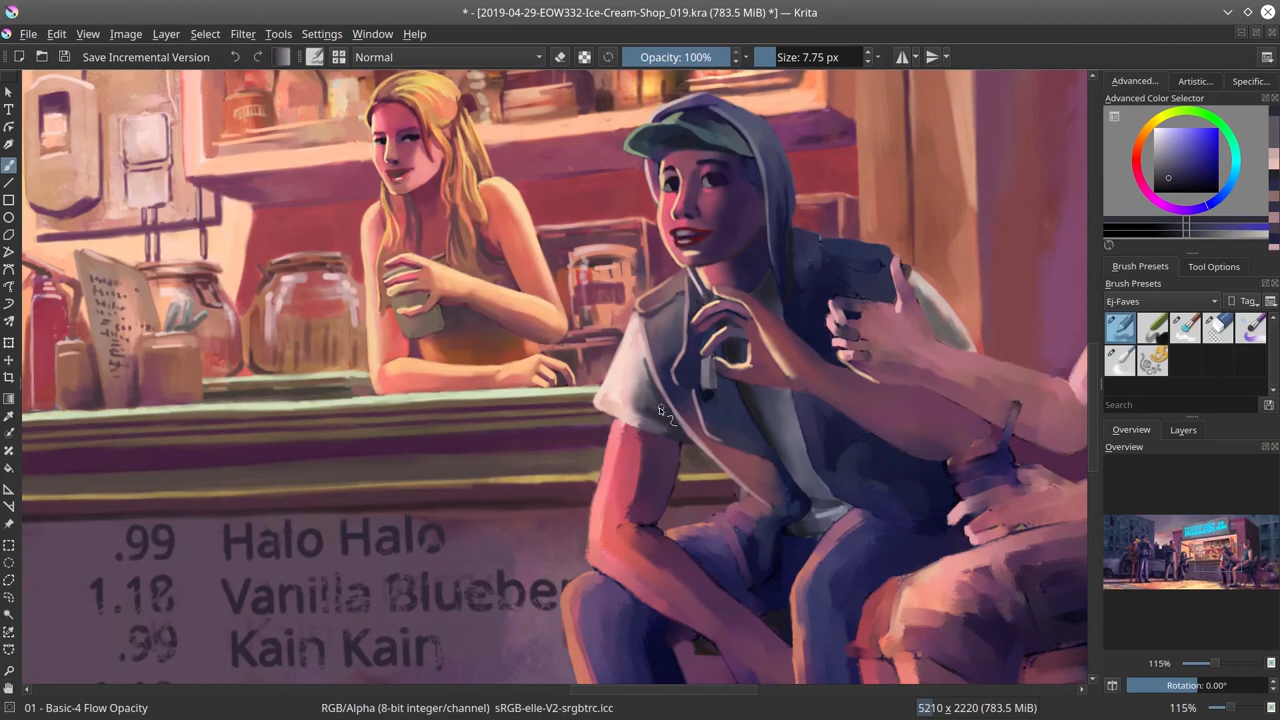 * - [2019-04-29-EOW332-Ice-Cream-Shop_019.kra (783.5 MiB) *] — Krita
File Edit View Image Layer Select Filter Tools Settings Window Help
Save Incremental Version Normal Opacity: 100% Size: 7.75 px
Advanced... Artistic... Specific...
Advanced Color Selector
Brush Presets Tool Options
Brush Presets
Ej-Faves Tag
Search
Overview Layers
Overview
.99 Halo Halo
1.18 Vanilla Blueber
.99 Kain Kain
115%
Rotation: 0.00°
01 - Basic-4 Flow Opacity RGB/Alpha (8-bit integer/channel) sRGB-elle-V2-srgbtrc.icc 5210 x 2220 (783.5 MiB) 115%